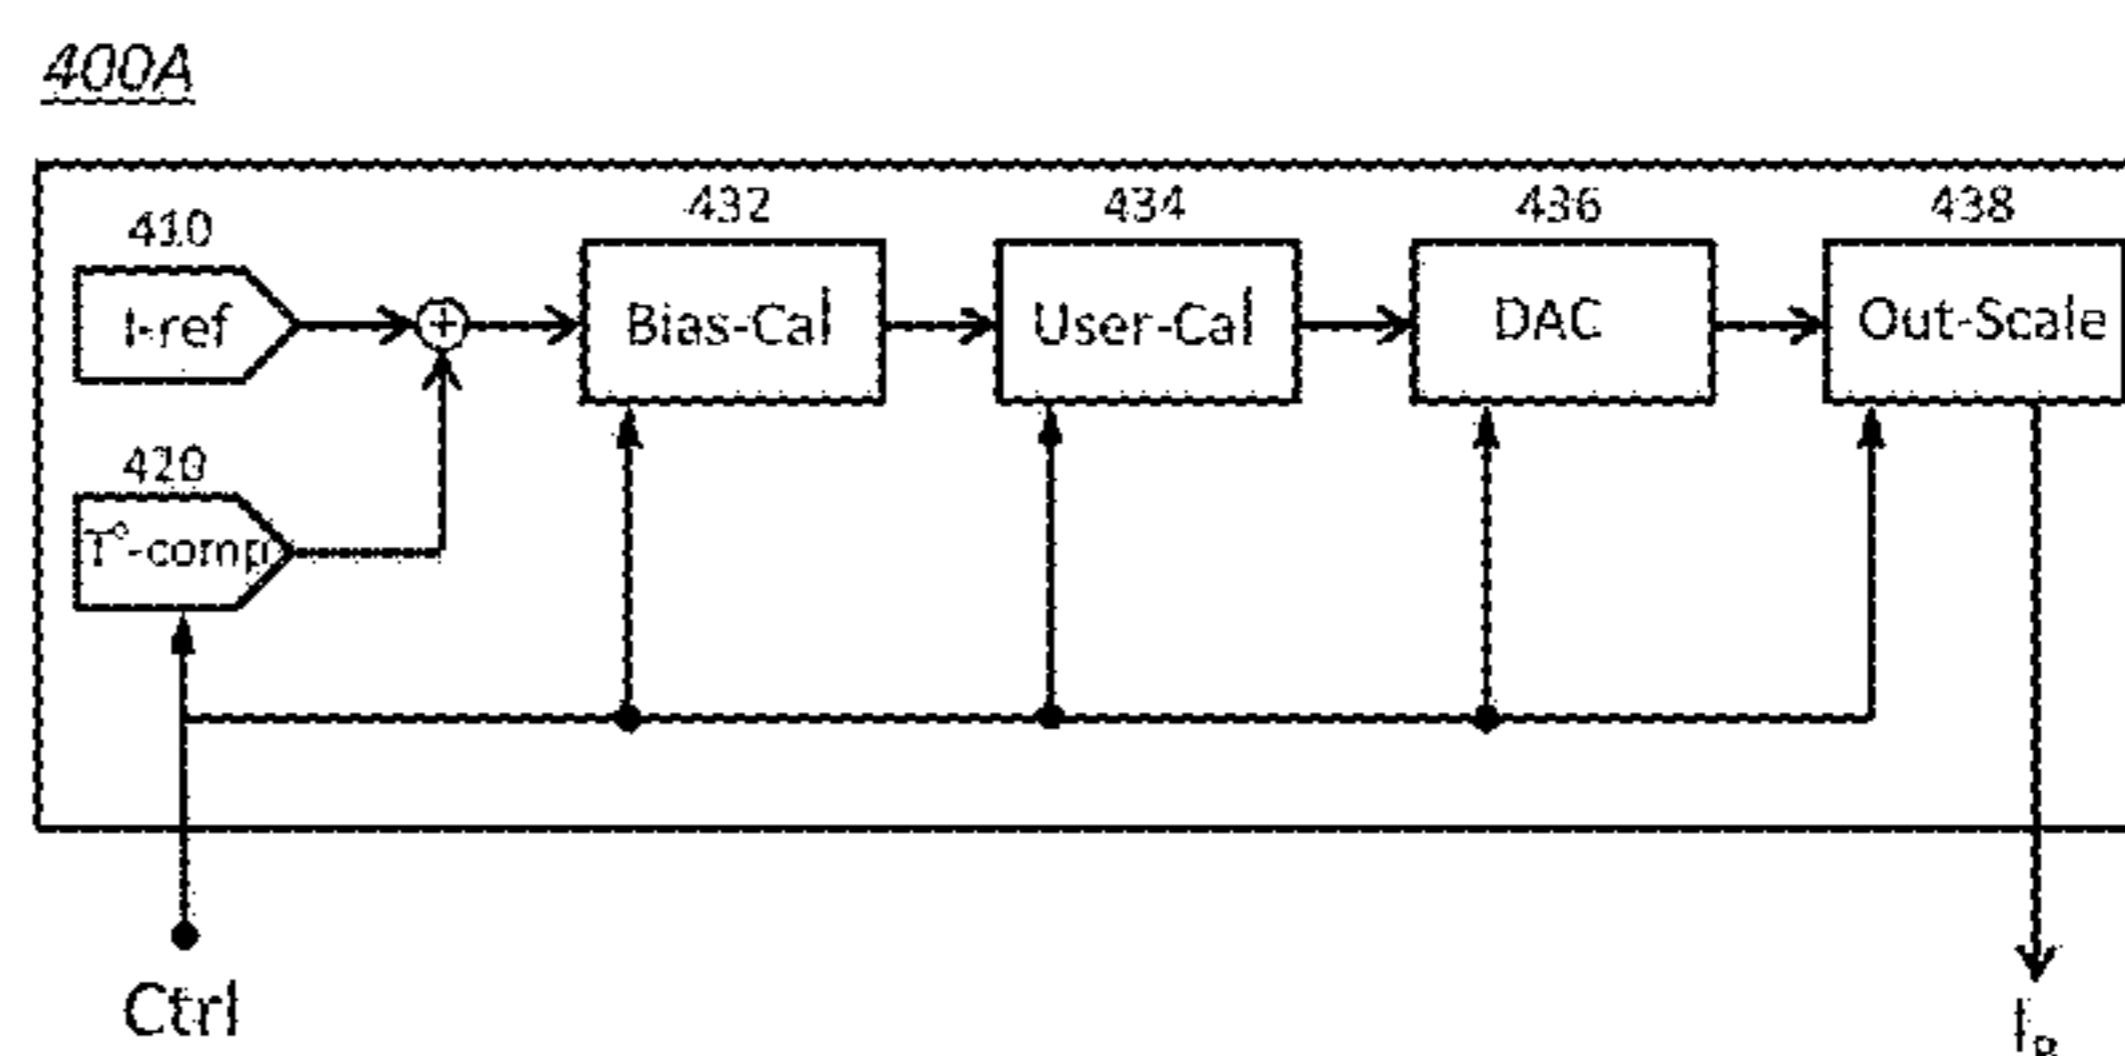 400A
410
432
434
436
438
I-ref
+
Bias-Cal
User-Cal
DAC
Out-Scale
420
T°-comp
Ctrl